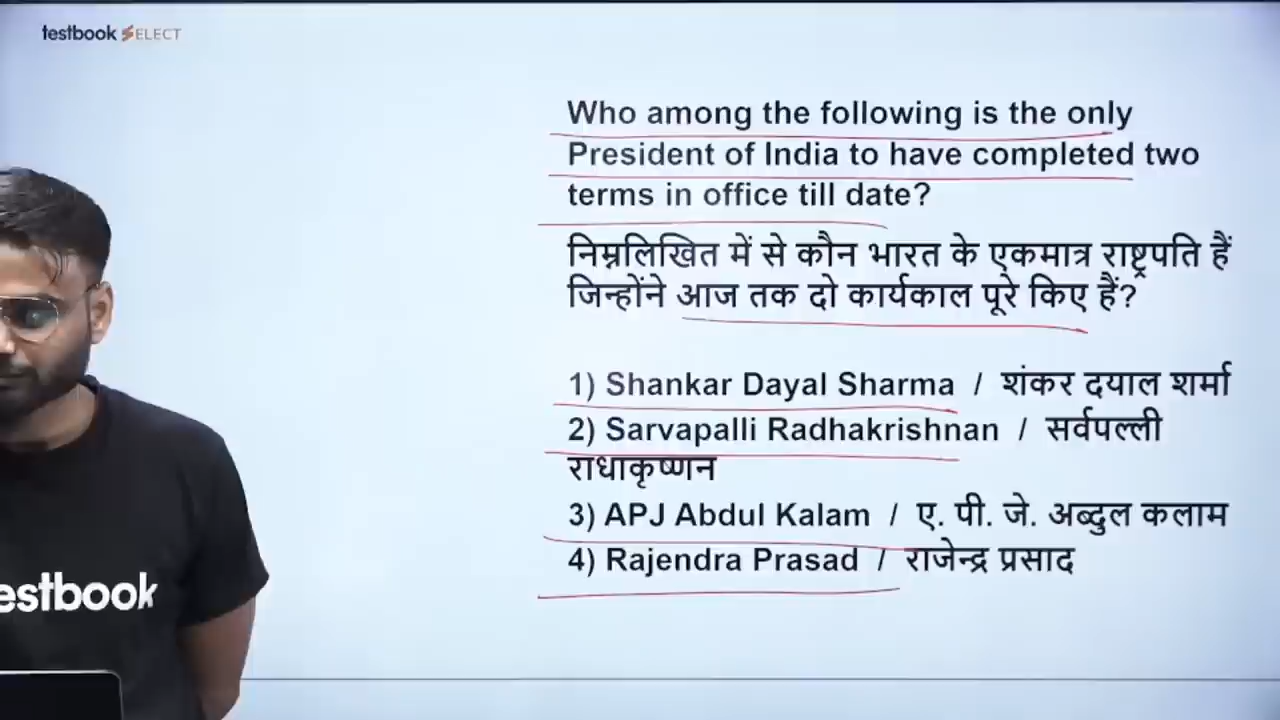 testbook SELECT
Who among the following is the only
President of India to have completed two
terms in office till date?
निम्नलिखित में से कौन भारत के एकमात्र राष्ट्रपति हैं
जिन्होंने आज तक दो कार्यकाल पूरे किए हैं?
1) Shankar Dayal Sharma / शंकर दयाल शर्मा
2) Sarvapalli Radhakrishnan / सर्वपल्ली
राधाकृष्णन
3) APJ Abdul Kalam / ए. पी. जे. अब्दुल कलाम
4) Rajendra Prasad / राजेन्द्र प्रसाद
estbook